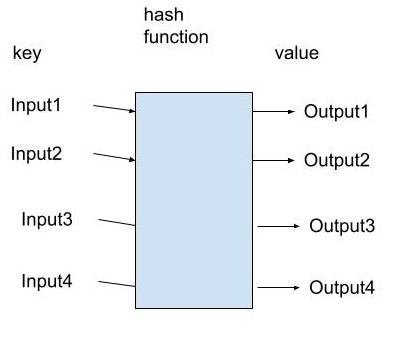 hash
function
key
value
Input1
Output1
Input2
Output2
Input3
Output3
Input4
Output4